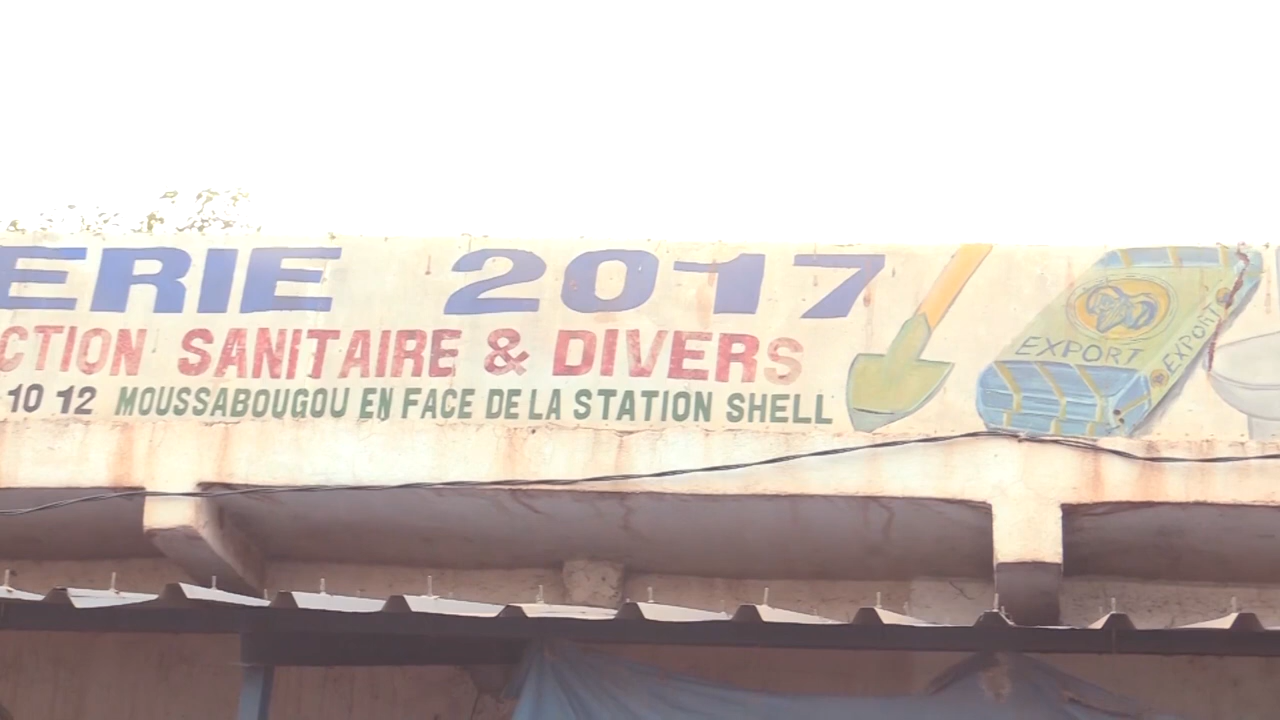 ERIE 2017
CTION SANITAIRE & DIVERS
10 12 MOUSSABOUGOU EN FACE DE LA STATION SHELL
EXPORT
EXPORT